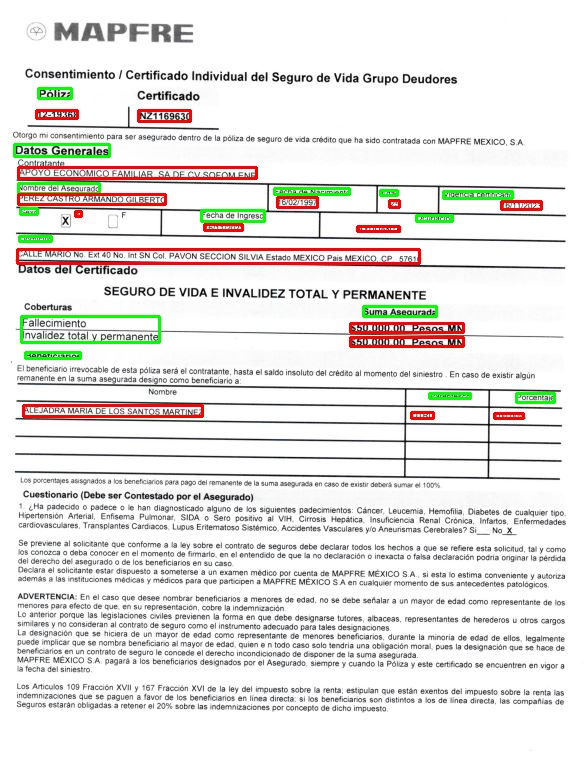 MAPFRE
Consentimiento / Certificado Individual del Seguro de Vida Grupo Deudores
Póliza Certificado
12-19368 NZ1169630
Otorgo mi consentimiento para ser asegurado dentro de la póliza de seguro de vida crédito que ha sido contratada con MAPFRE MEXICO, S.A.
Datos Generales
Contratante
APOYO ECONOMICO FAMILIAR, SA DE CV SOFOM ENR
Nombre del Asegurado Fecha de Nacimiento Vigencia certificado
PEREZ CASTRO ARMANDO GILBERTO 16/02/199
X F Fecha de Ingreso
CALLE MARIO No. Ext 40 No. Int SN Col. PAVON SECCION SILVIA Estado MEXICO Pais MEXICO, CP. 5761
Datos del Certificado
SEGURO DE VIDA E INVALIDEZ TOTAL Y PERMANENTE
Coberturas Suma Asegurada
Fallecimiento $50,000.00 Pesos MN
Invalidez total y permanente $50,000.00 Pesos MN
Beneficiarios
El beneficiario irrevocable de esta póliza será el contratante, hasta el saldo insoluto del crédito al momento del siniestro . En caso de existir algún
remanente en la suma asegurada designo como beneficiario a:
Nombre Porcentaje
ALEJADRA MARIA DE LOS SANTOS MARTINEZ
Los porcentajes asisgnados a los beneficiarios para pago del remanente de la suma asegurada en caso de existir deberá sumar el 100%.
Cuestionario (Debe ser Contestado por el Asegurado)
1. ¿Ha padecido o padece o le han diagnosticado alguno de los siguientes padecimientos: Cáncer, Leucemia, Hemofilia, Diabetes de cualquier tipo,
Hipertensión Arterial, Enfisema Pulmonar, SIDA o Sero positivo al VIH, Cirrosis Hepática, Insuficiencia Renal Crónica, Infartos, Enfermedades
cardiovasculares, Transplantes Cardiacos, Lupus Eritematoso Sistémico, Accidentes Vasculares y/o Aneurismas Cerebrales? Si___ No_X_
Se previene al solicitante que conforme a la ley sobre el contrato de seguros debe declarar todos los hechos a que se refiere esta solicitud, tal y como
los conozca o deba conocer en el momento de firmarlo, en el entendido de que la no declaración o inexacta o falsa declaración podría originar la pérdida
del derecho del asegurado o de los beneficiarios en su caso.
Declara el solicitante estar dispuesto a someterse a un examen médico por cuenta de MAPFRE MÉXICO S.A., si esta lo estima conveniente y autoriza
además a las instituciones médicas y médicos para que participen a MAPFRE MÉXICO S.A en cualquier momento de sus antecedentes patológicos.
ADVERTENCIA: En el caso que desee nombrar beneficiarios a menores de edad, no se debe señalar a un mayor de edad como representante de los
menores para efecto de que, en su representación, cobre la indemnización.
Lo anterior porque las legislaciones civiles previenen la forma en que debe designarse tutores, albaceas, representantes de herederos u otros cargos
similares y no consideran al contrato de seguro como el instrumento adecuado para tales designaciones.
La designación que se hiciera de un mayor de edad como representante de menores beneficiarios, durante la minoria de edad de ellos, legalmente
puede implicar que se nombre beneficiario al mayor de edad, quien e n todo caso solo tendria una obligación moral, pues la designación que se hace de
beneficiarios en un contrato de seguro le concede el derecho incondicionado de disponer de la suma asegurada.
MAPFRE MÉXICO S.A. pagará a los beneficiarios designados por el Asegurado, siempre y cuando la Póliza y este certificado se encuentren en vigor a
la fecha del siniestro.
Los Articulos 109 Fracción XVII y 167 Fracción XVI de la ley del impuesto sobre la renta; estipulan que están exentos del impuesto sobre la renta las
indemnizaciones que se paguen a favor de los beneficiarios en línea directa; si los beneficiarios son distintos a los de línea directa, las compañias de
Seguros estarán obligadas a retener el 20% sobre las indemnizaciones por concepto de dicho impuesto.